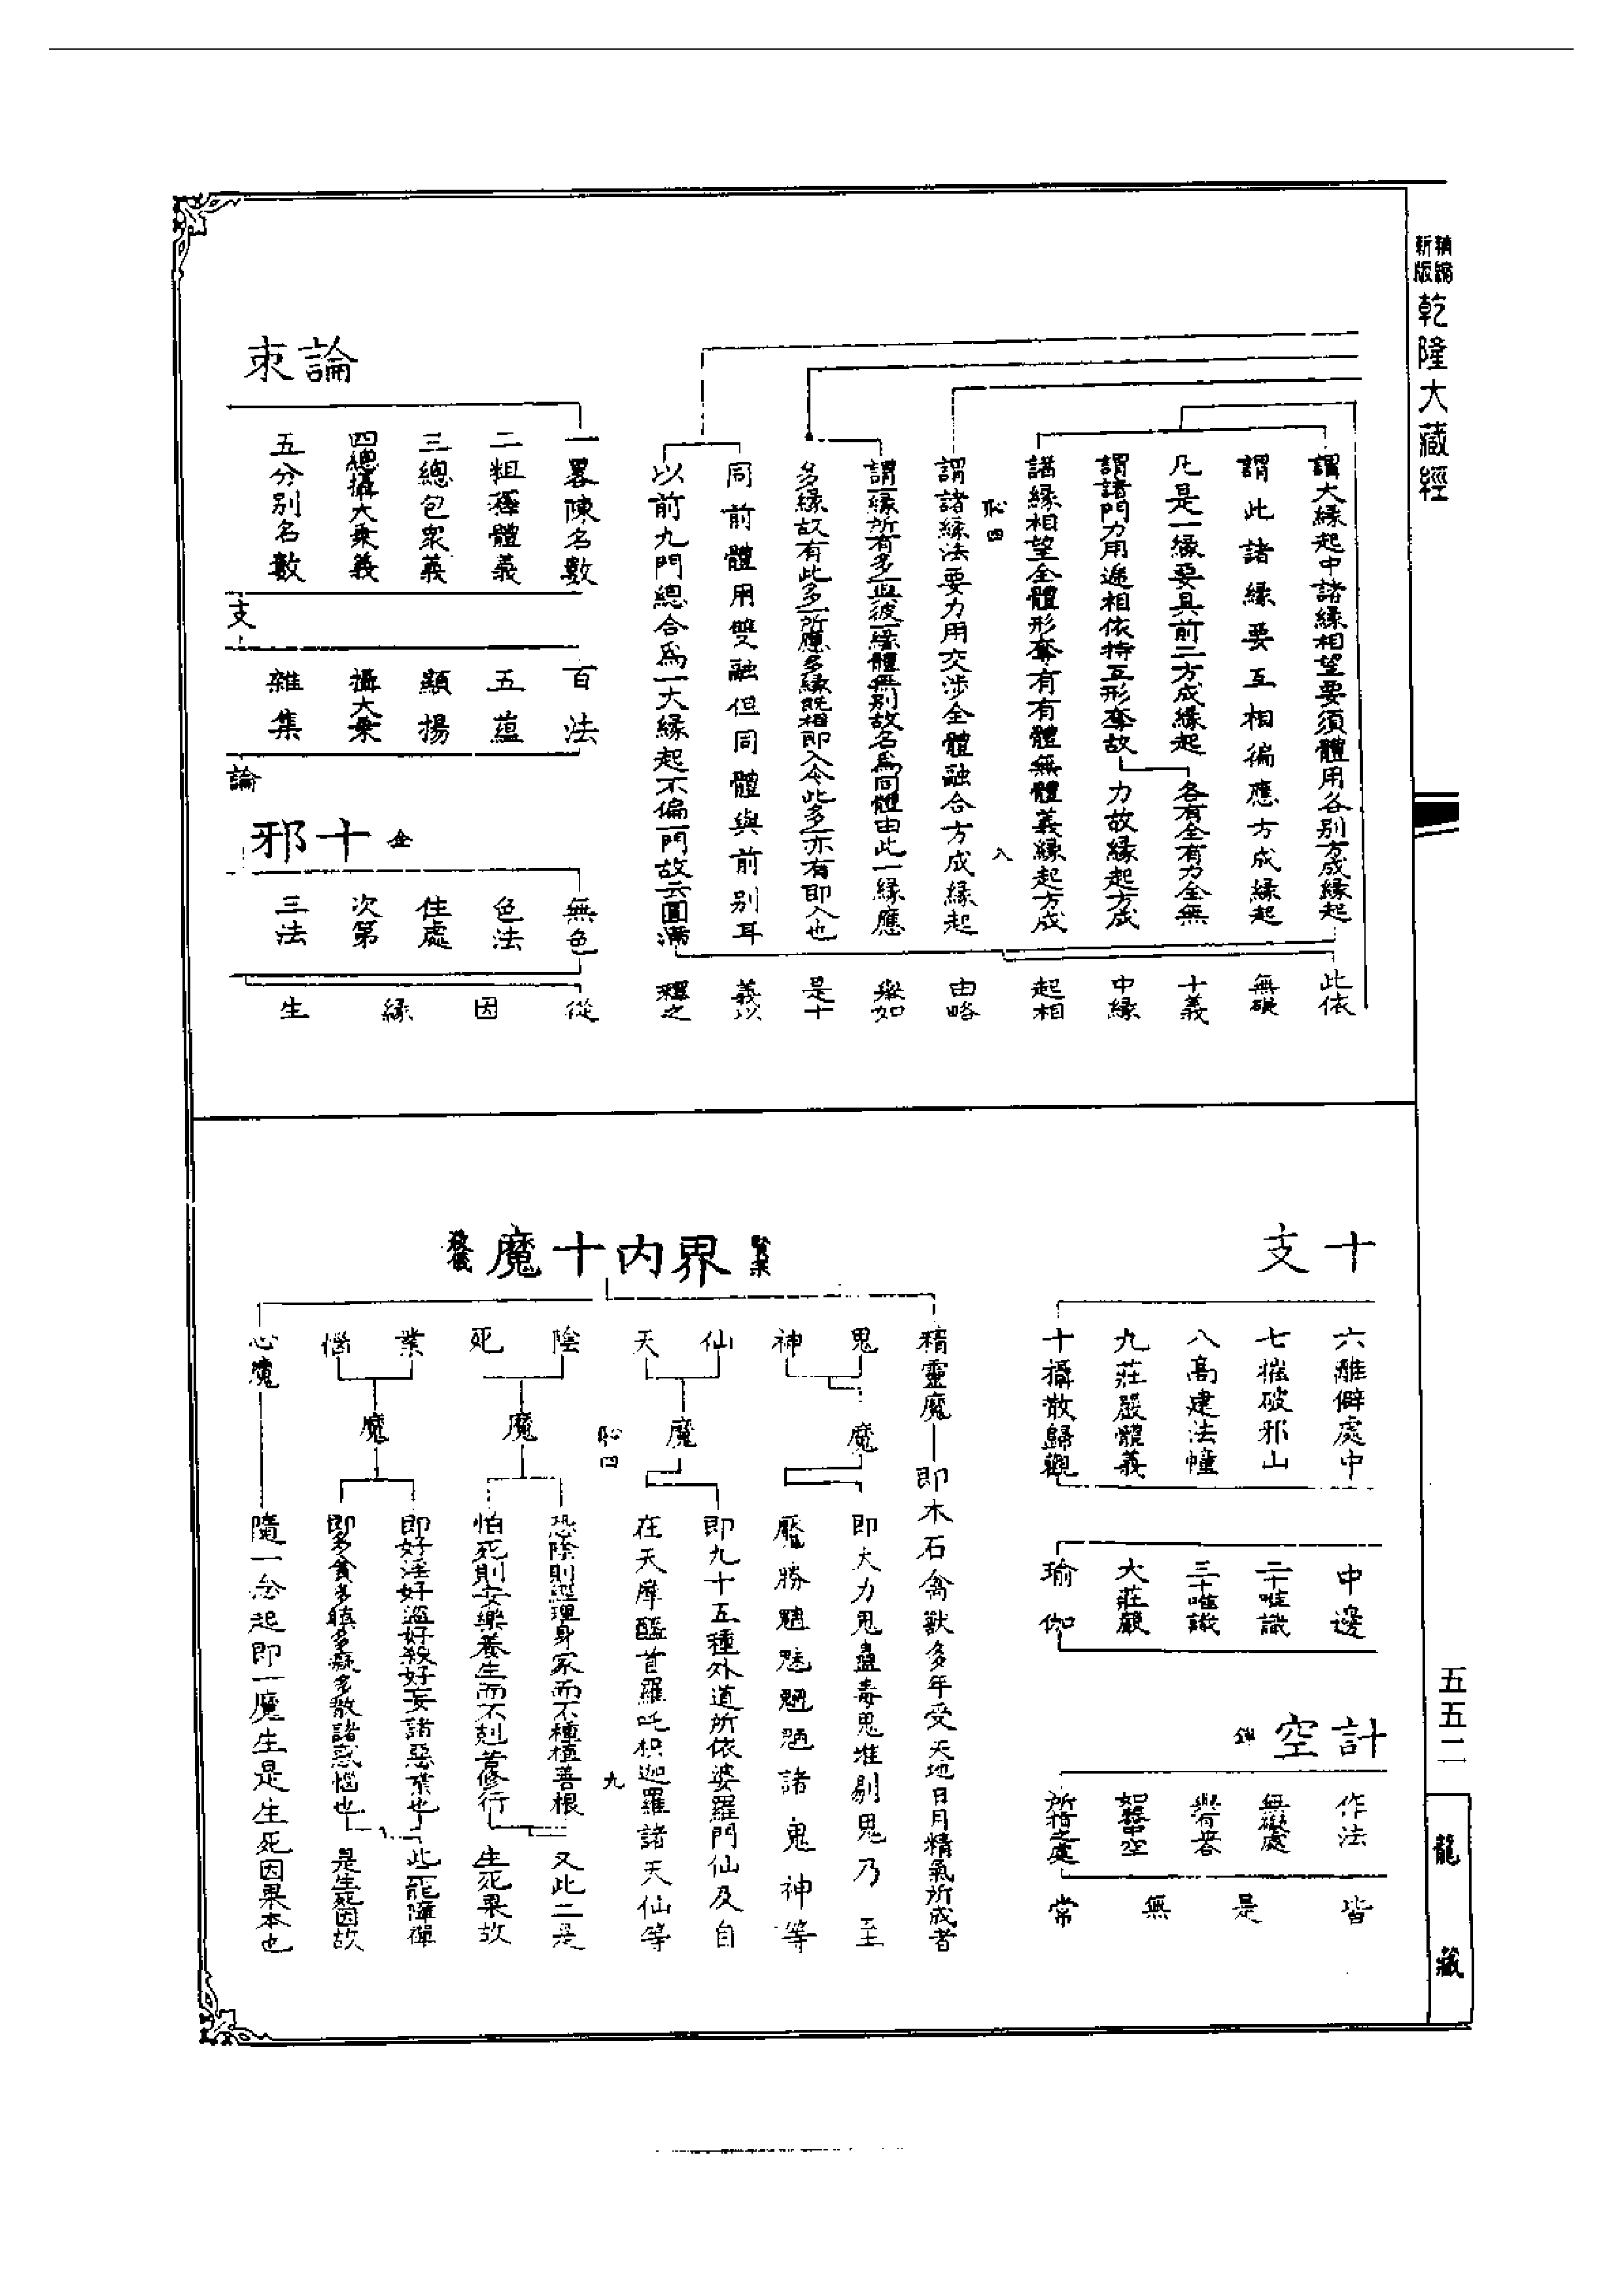 新版
精縮
乾隆大藏經
謂大緣起中諸緣相望要須體用各別方成緣起
謂此諸緣要互相徧應方成緣起
凡是一緣要具前二方成緣起
各有全有力全無
謂諸門力用遞相依持互形奪故
力故緣起方成
諸緣相望全體形奪有有體無體義緣起方成
謂諸緣法要力用交涉全體融合方成緣起
謂一緣所有多一與彼一緣體無別故名為同體由此一緣應
多緣故有此多一所應多緣既相即入令此多一亦有即入也
同前體用雙融但同體與前別耳
以前九門總合為一大緣起不偏一門故云圓滿
此依
無礙
十義
中緣
起相
由略
舉如
是十
義以
釋之
論束
一畧陳名數
二粗釋體義
三總包眾義
四總攝大乗義
五分別名數
支
百法
五蘊
顯揚
攝大乗
雜集
論
十邪
無色
色法
住處
次第
三法
從因緣生
十支
六離僻處中
七摧破邪山
八高建法幢
九莊嚴體義
十攝散歸觀
中邊
二十唯識
三十唯識
大莊嚴
瑜伽
計空
作法
無礙處
所指之處
皆是無常
界內十魔
精靈魔
即木石禽獸多年受天地日月精氣所成者
鬼
神
魔
即大力鬼蠱毒鬼堆剔鬼乃至
魘勝魑魅魍魎諸鬼神等
仙
天
魔
即九十五種外道所依婆羅門仙及自
在天摩醯首羅吒枳迦羅諸天仙等
陰
死
魔
恐陰則經理身家而不種植善根
怕死則安樂養生而不剋苦修行
又此二是
生死果故
業
惱
魔
即好淫好盜好殺好妄諸惡業也
即多貪多瞋多癡多散諸惑惱也
此二能障禪
是生死因故
心魔
隨一念起即一魔生是生死因果本也
五五二
龍藏